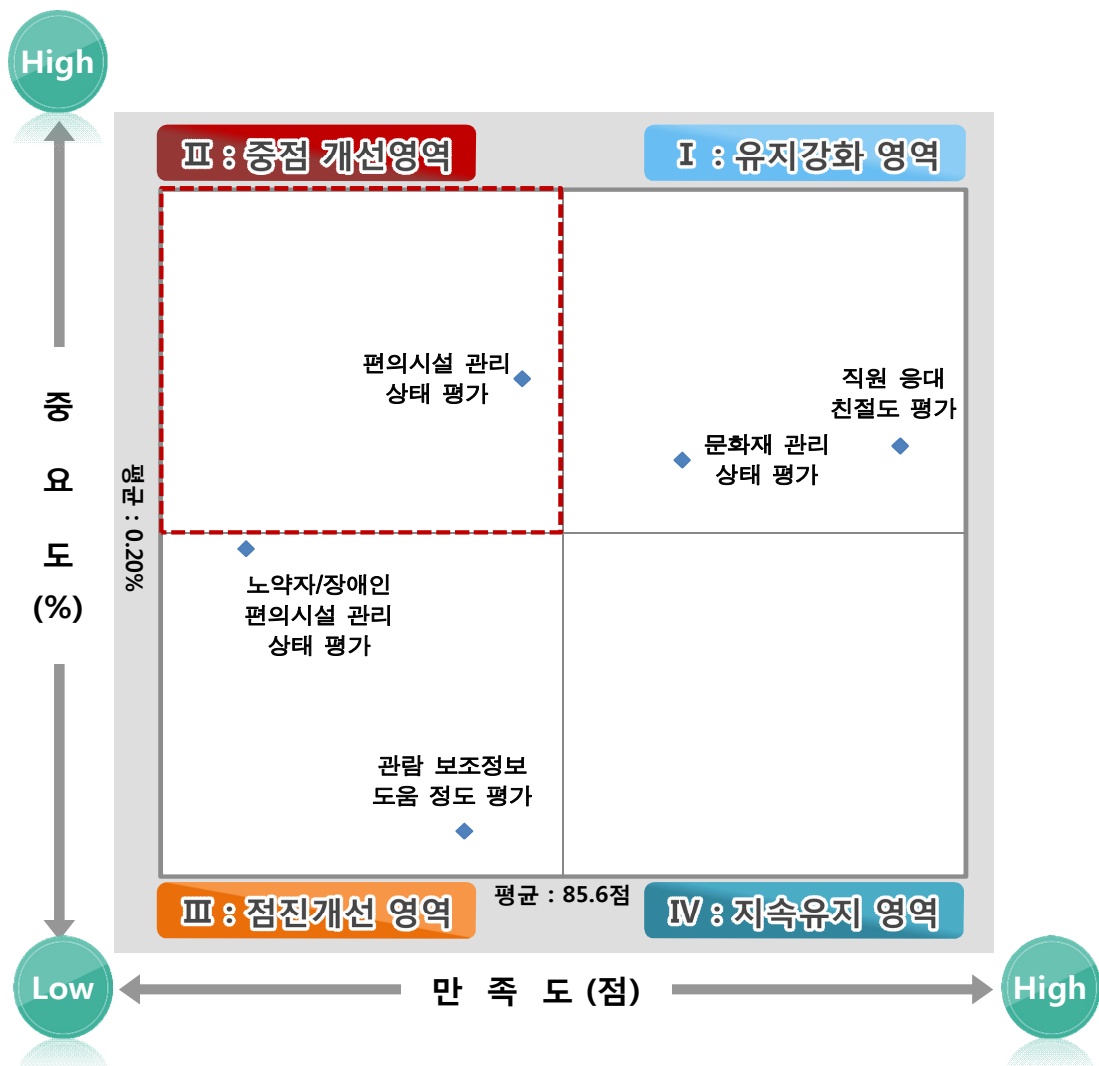 High
Ⅱ : 중점 개선영역
Ⅰ : 유지강화 영역
편의시설 관리
상태 평가
직원 응대
친절도 평가
문화재 관리
상태 평가
중
요
도
(%)
평균 : 0.20%
노약자/장애인
편의시설 관리
상태 평가
관람 보조정보
도움 정도 평가
Ⅲ : 점진개선 영역
평균 : 85.6점
Ⅳ : 지속유지 영역
Low
만 족 도 (점)
High